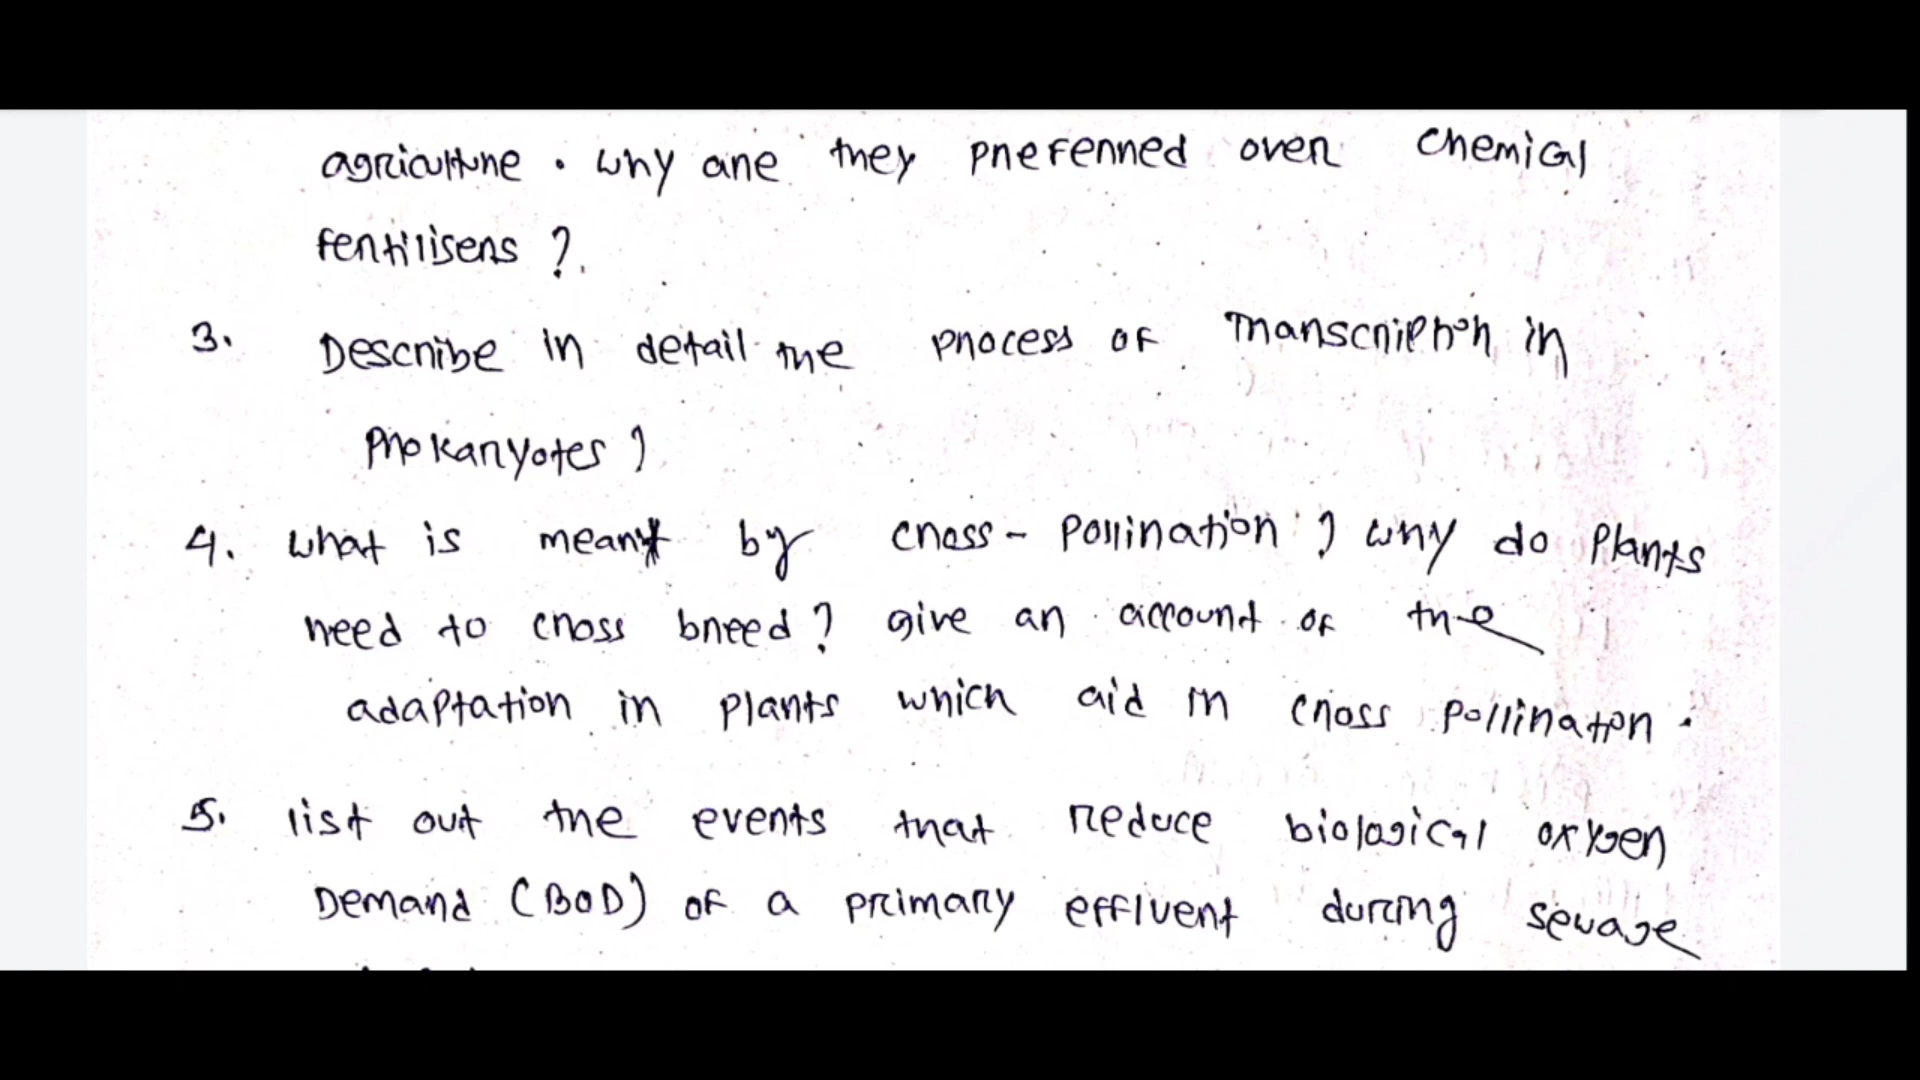 agriculture. why are they preferred over chemical
fertilisers ?
3. Describe in detail the process of Transcription in
Prokaryotes ?
4. what is meant by cross - pollination ? why do plants
need to cross breed ? give an account of the
adaptation in plants which aid in cross pollination.
5. list out the events that reduce biological oxygen
Demand (BOD) of a primary effluent during sewage